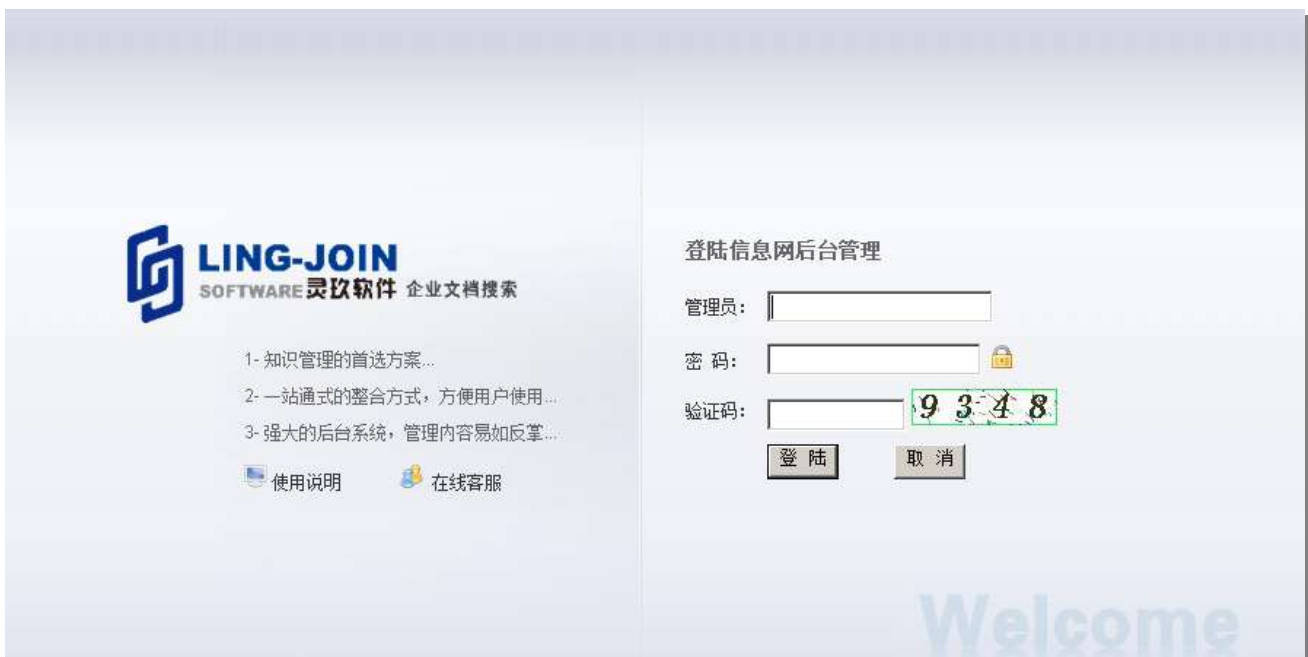 LING-JOIN
SOFTWARE灵玖软件 企业文档搜索
1- 知识管理的首选方案...
2- 一站通式的整合方式，方便用户使用...
3- 强大的后台系统，管理内容易如反掌...
使用说明 在线客服
登陆信息网后台管理
管理员：
密 码：
验证码： 9 3 4 8
登 陆 取 消
Welcome